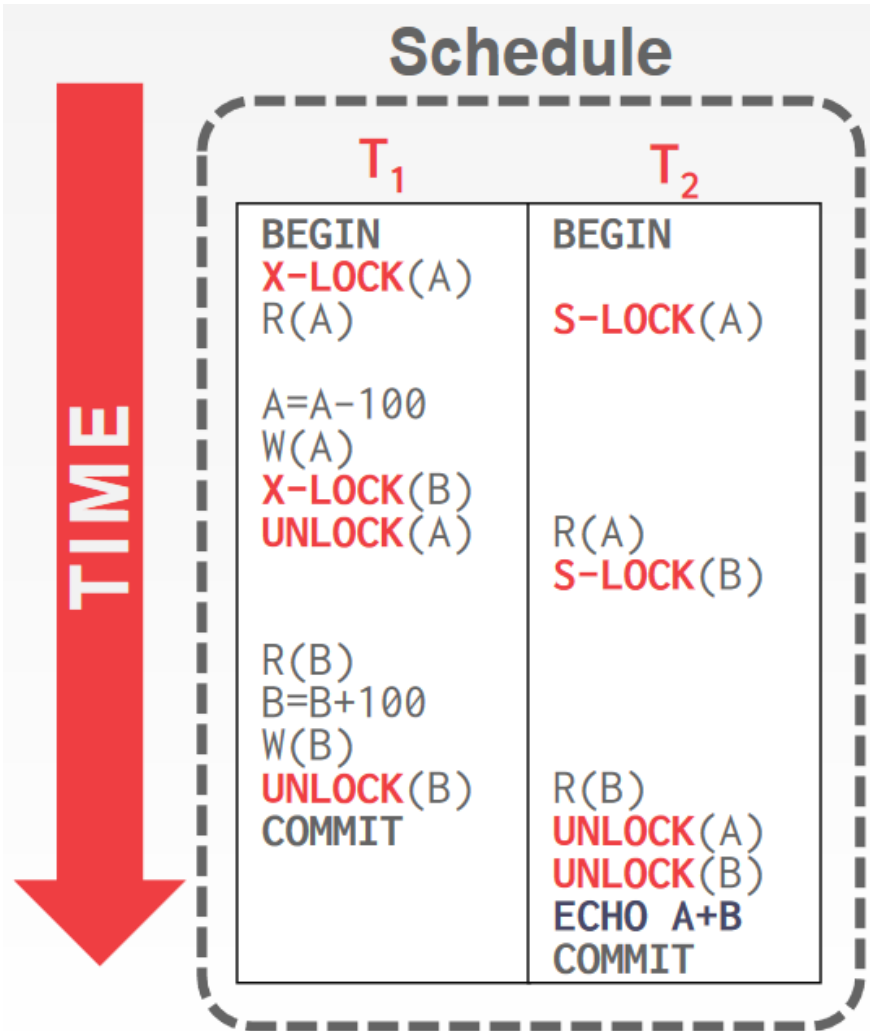 Schedule
TIME
T1 T2
BEGIN BEGIN
X-LOCK(A)
R(A) S-LOCK(A)
A=A-100
W(A)
X-LOCK(B)
UNLOCK(A) R(A)
S-LOCK(B)
R(B)
B=B+100
W(B)
UNLOCK(B) R(B)
COMMIT UNLOCK(A)
UNLOCK(B)
ECHO A+B
COMMIT